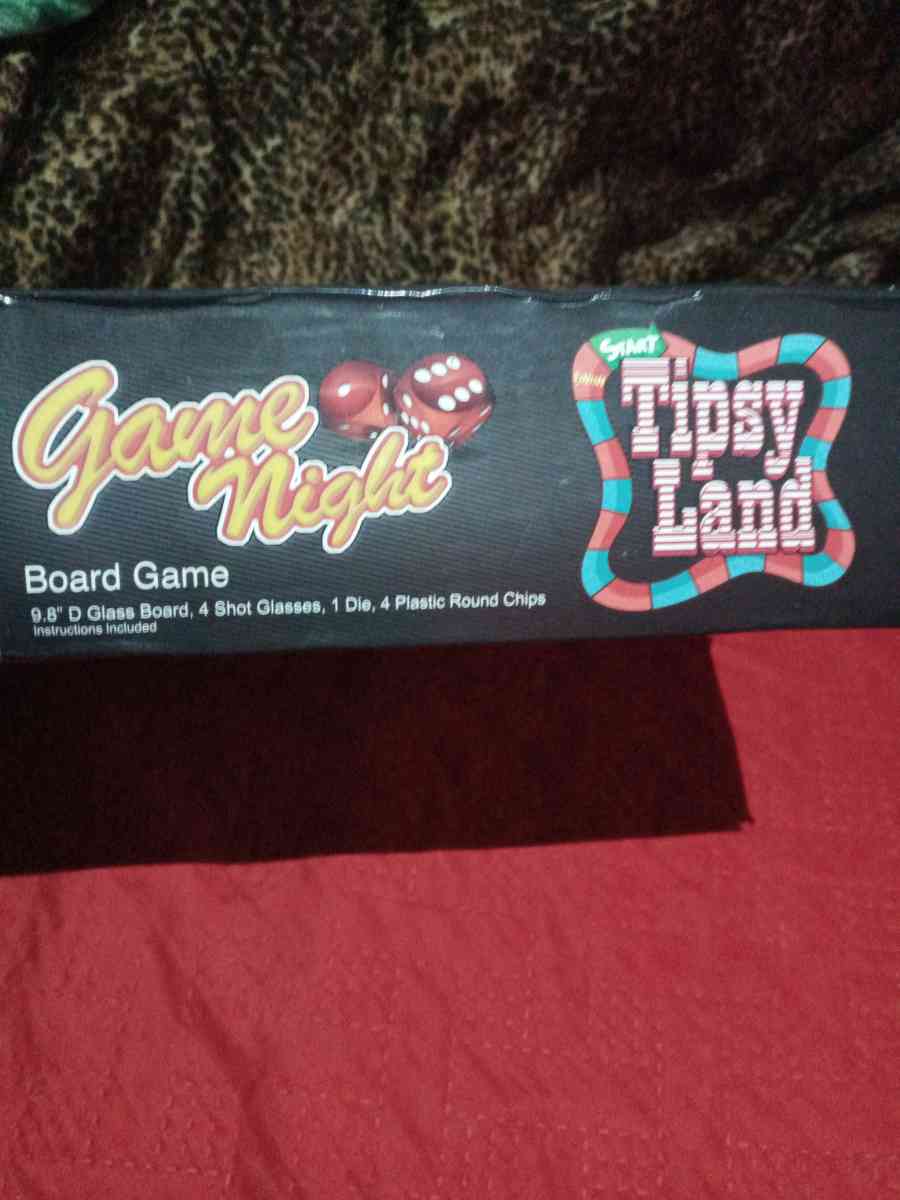 Game
Night
Board Game
9.8" D Glass Board, 4 Shot Glasses, 1 Die, 4 Plastic Round Chips
Instructions Included
START
Tipsy
Land